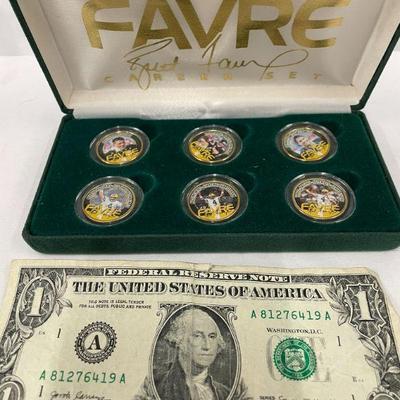 FAVRE
Brett Favre
CAREER SET
FAVRE
FAVRE
FAVRE
FAVRE
FAVRE
FAVRE
FEDERAL RESERVE NOTE
THE UNITED STATES OF AMERICA
1
1
THIS NOTE IS LEGAL TENDER
FOR ALL DEBTS, PUBLIC AND PRIVATE
A 81276419 A
WASHINGTON, D.C.
1
1
A
A 81276419 A
1